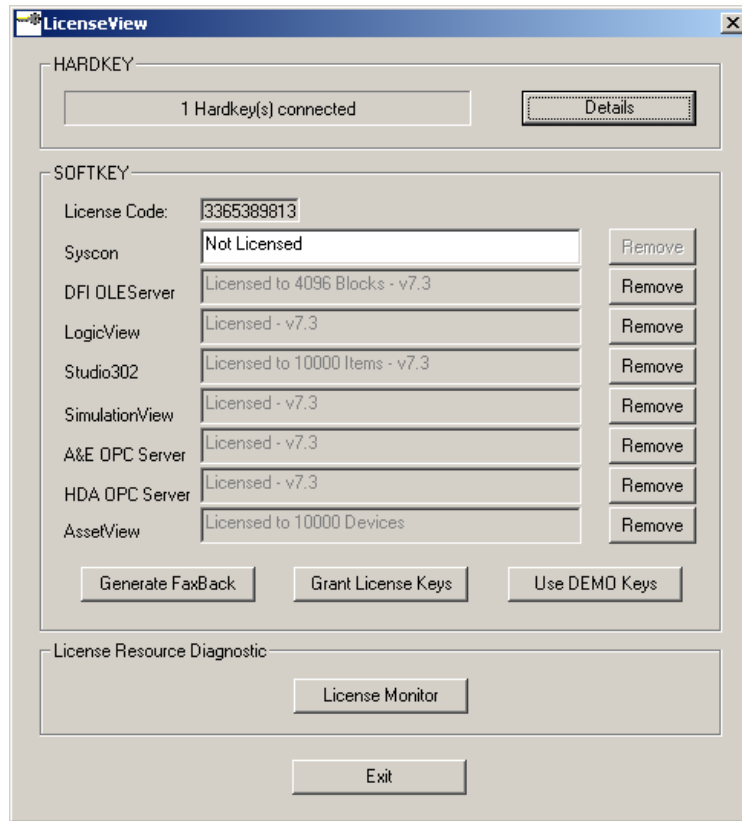 LicenseView
HARDKEY
1 Hardkey(s) connected
Details
SOFTKEY
License Code: 3365389813
Syscon Not Licensed Remove
DFI OLEServer Licensed to 4096 Blocks - v7.3 Remove
LogicView Licensed - v7.3 Remove
Studio302 Licensed to 10000 Items - v7.3 Remove
SimulationView Licensed - v7.3 Remove
A&E OPC Server Licensed - v7.3 Remove
HDA OPC Server Licensed - v7.3 Remove
AssetView Licensed to 10000 Devices Remove
Generate FaxBack Grant License Keys Use DEMO Keys
License Resource Diagnostic
License Monitor
Exit